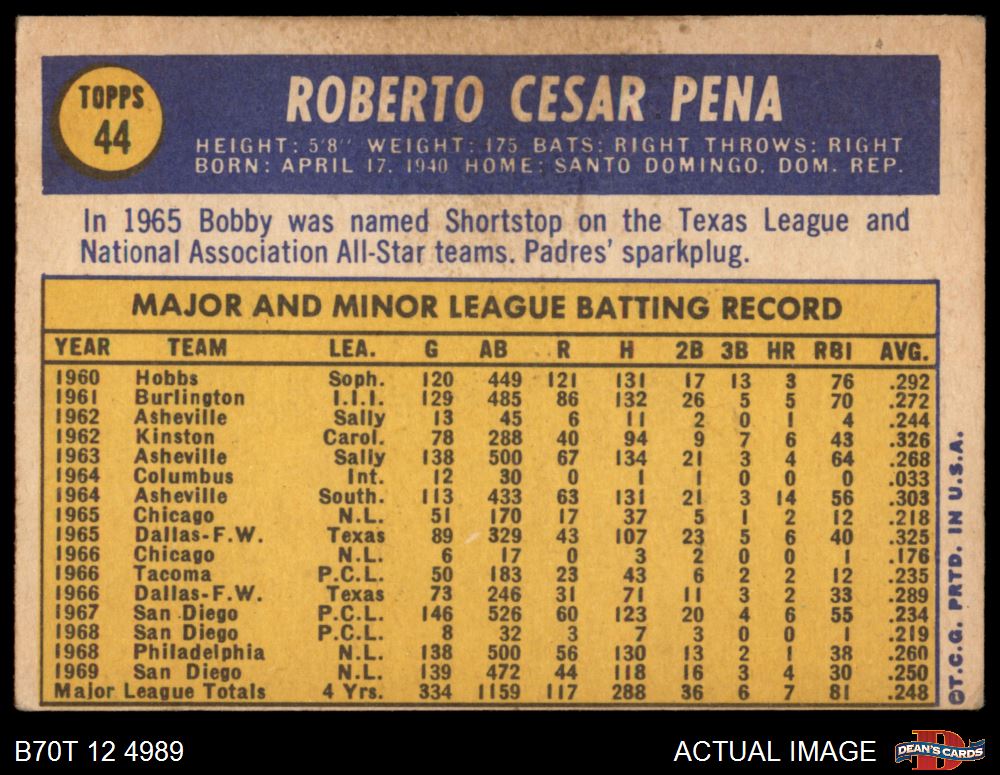 TOPPS
44
ROBERTO CESAR PENA
HEIGHT: 5'8" WEIGHT: 175 BATS: RIGHT THROWS: RIGHT
BORN: APRIL 17, 1940 HOME: SANTO DOMINGO, DOM. REP.
In 1965 Bobby was named Shortstop on the Texas League and
National Association All-Star teams. Padres' sparkplug.
MAJOR AND MINOR LEAGUE BATTING RECORD
YEAR TEAM LEA. G AB R H 2B 3B HR RBI AVG.
1960 Hobbs Soph. 120 449 121 131 17 13 3 76 .292
1961 Burlington I.I.I. 129 485 86 132 26 5 5 70 .272
1962 Asheville Sally 13 45 6 11 2 0 1 4 .244
1962 Kinston Carol. 78 288 40 94 9 7 6 43 .326
1963 Asheville Sally 138 500 67 134 21 3 4 64 .268
1964 Columbus Int. 12 30 0 1 1 0 0 0 .033
1964 Asheville South. 113 433 63 131 21 3 14 56 .303
1965 Chicago N.L. 51 170 17 37 5 1 2 12 .218
1965 Dallas-F.W. Texas 89 329 43 107 23 5 6 40 .325
1966 Chicago N.L. 6 17 0 3 2 0 0 1 .176
1966 Tacoma P.C.L. 50 183 23 43 6 2 2 12 .235
1966 Dallas-F.W. Texas 73 246 31 71 11 3 2 33 .289
1967 San Diego P.C.L. 146 526 60 123 20 4 6 55 .234
1968 San Diego P.C.L. 8 32 3 7 3 0 0 1 .219
1968 Philadelphia N.L. 138 500 56 130 13 2 1 38 .260
1969 San Diego N.L. 139 472 44 118 16 3 4 30 .250
Major League Totals 4 Yrs. 334 1159 117 288 36 6 7 81 .248
©T.C.G. PRTD. IN U.S.A.
B70T 12 4989
ACTUAL IMAGE
D
DEAN'S CARDS